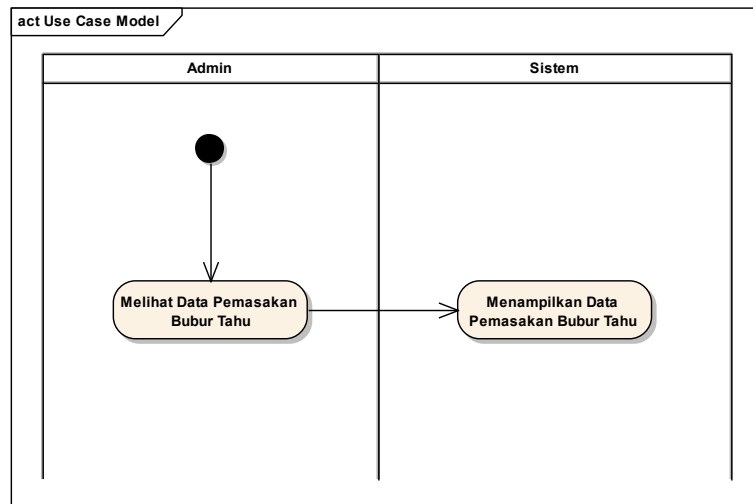 act Use Case Model
Admin
Sistem
Melihat Data Pemasakan
Bubur Tahu
Menampilkan Data
Pemasakan Bubur Tahu